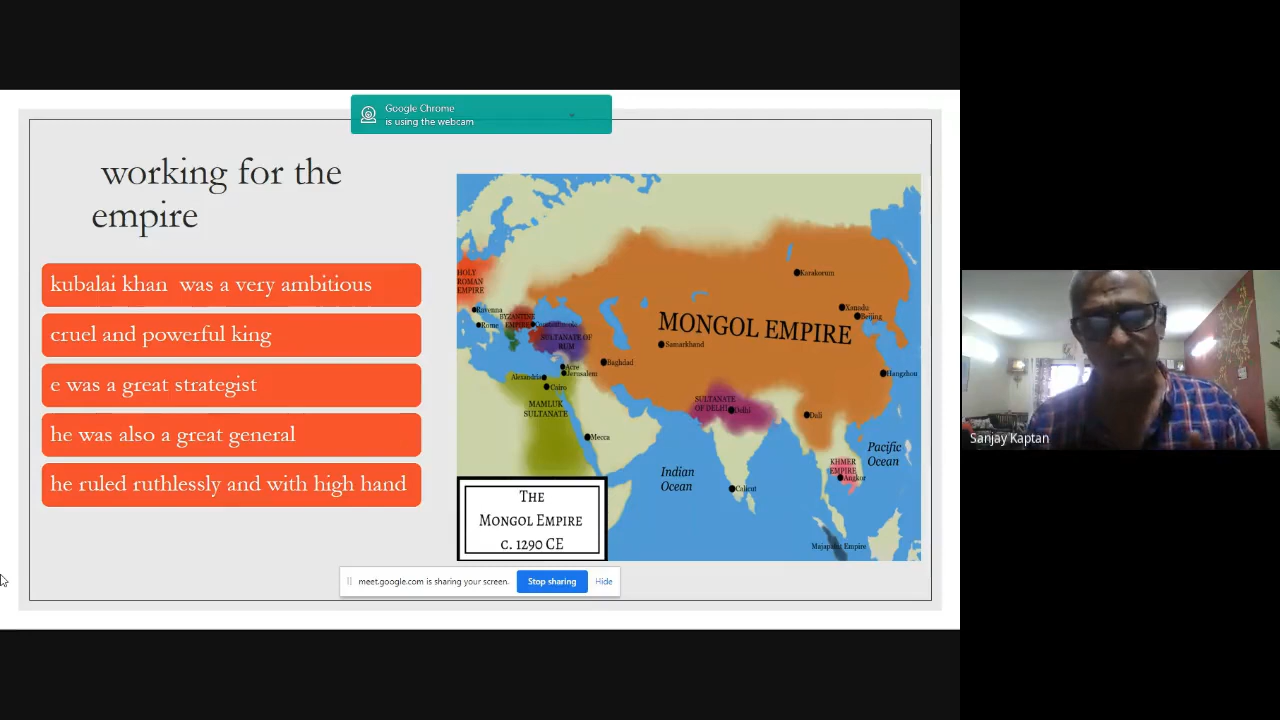 Google Chrome
is using the webcam
working for the
empire
kubalai khan was a very ambitious
cruel and powerful king
e was a great strategist
he was also a great general
he ruled ruthlessly and with high hand
HOLY
ROMAN
EMPIRE
Ravenna
Rome
BYZANTINE
EMPIRE
Constantinople
SULTANATE OF
RUM
Acre
Jerusalem
Alexandria
Cairo
MAMLUK
SULTANATE
Baghdad
Mecca
MONGOL EMPIRE
Samarkhand
Karakorum
Xanadu
Beijing
Hangzhou
SULTANATE
OF DELHI
Delhi
Dali
Pacific
Ocean
KHMER
EMPIRE
Angkor
Indian
Ocean
Calicut
Majapahit Empire
THE
MONGOL EMPIRE
C. 1290 CE
meet.google.com is sharing your screen.
Stop sharing
Hide
Sanjay Kaptan